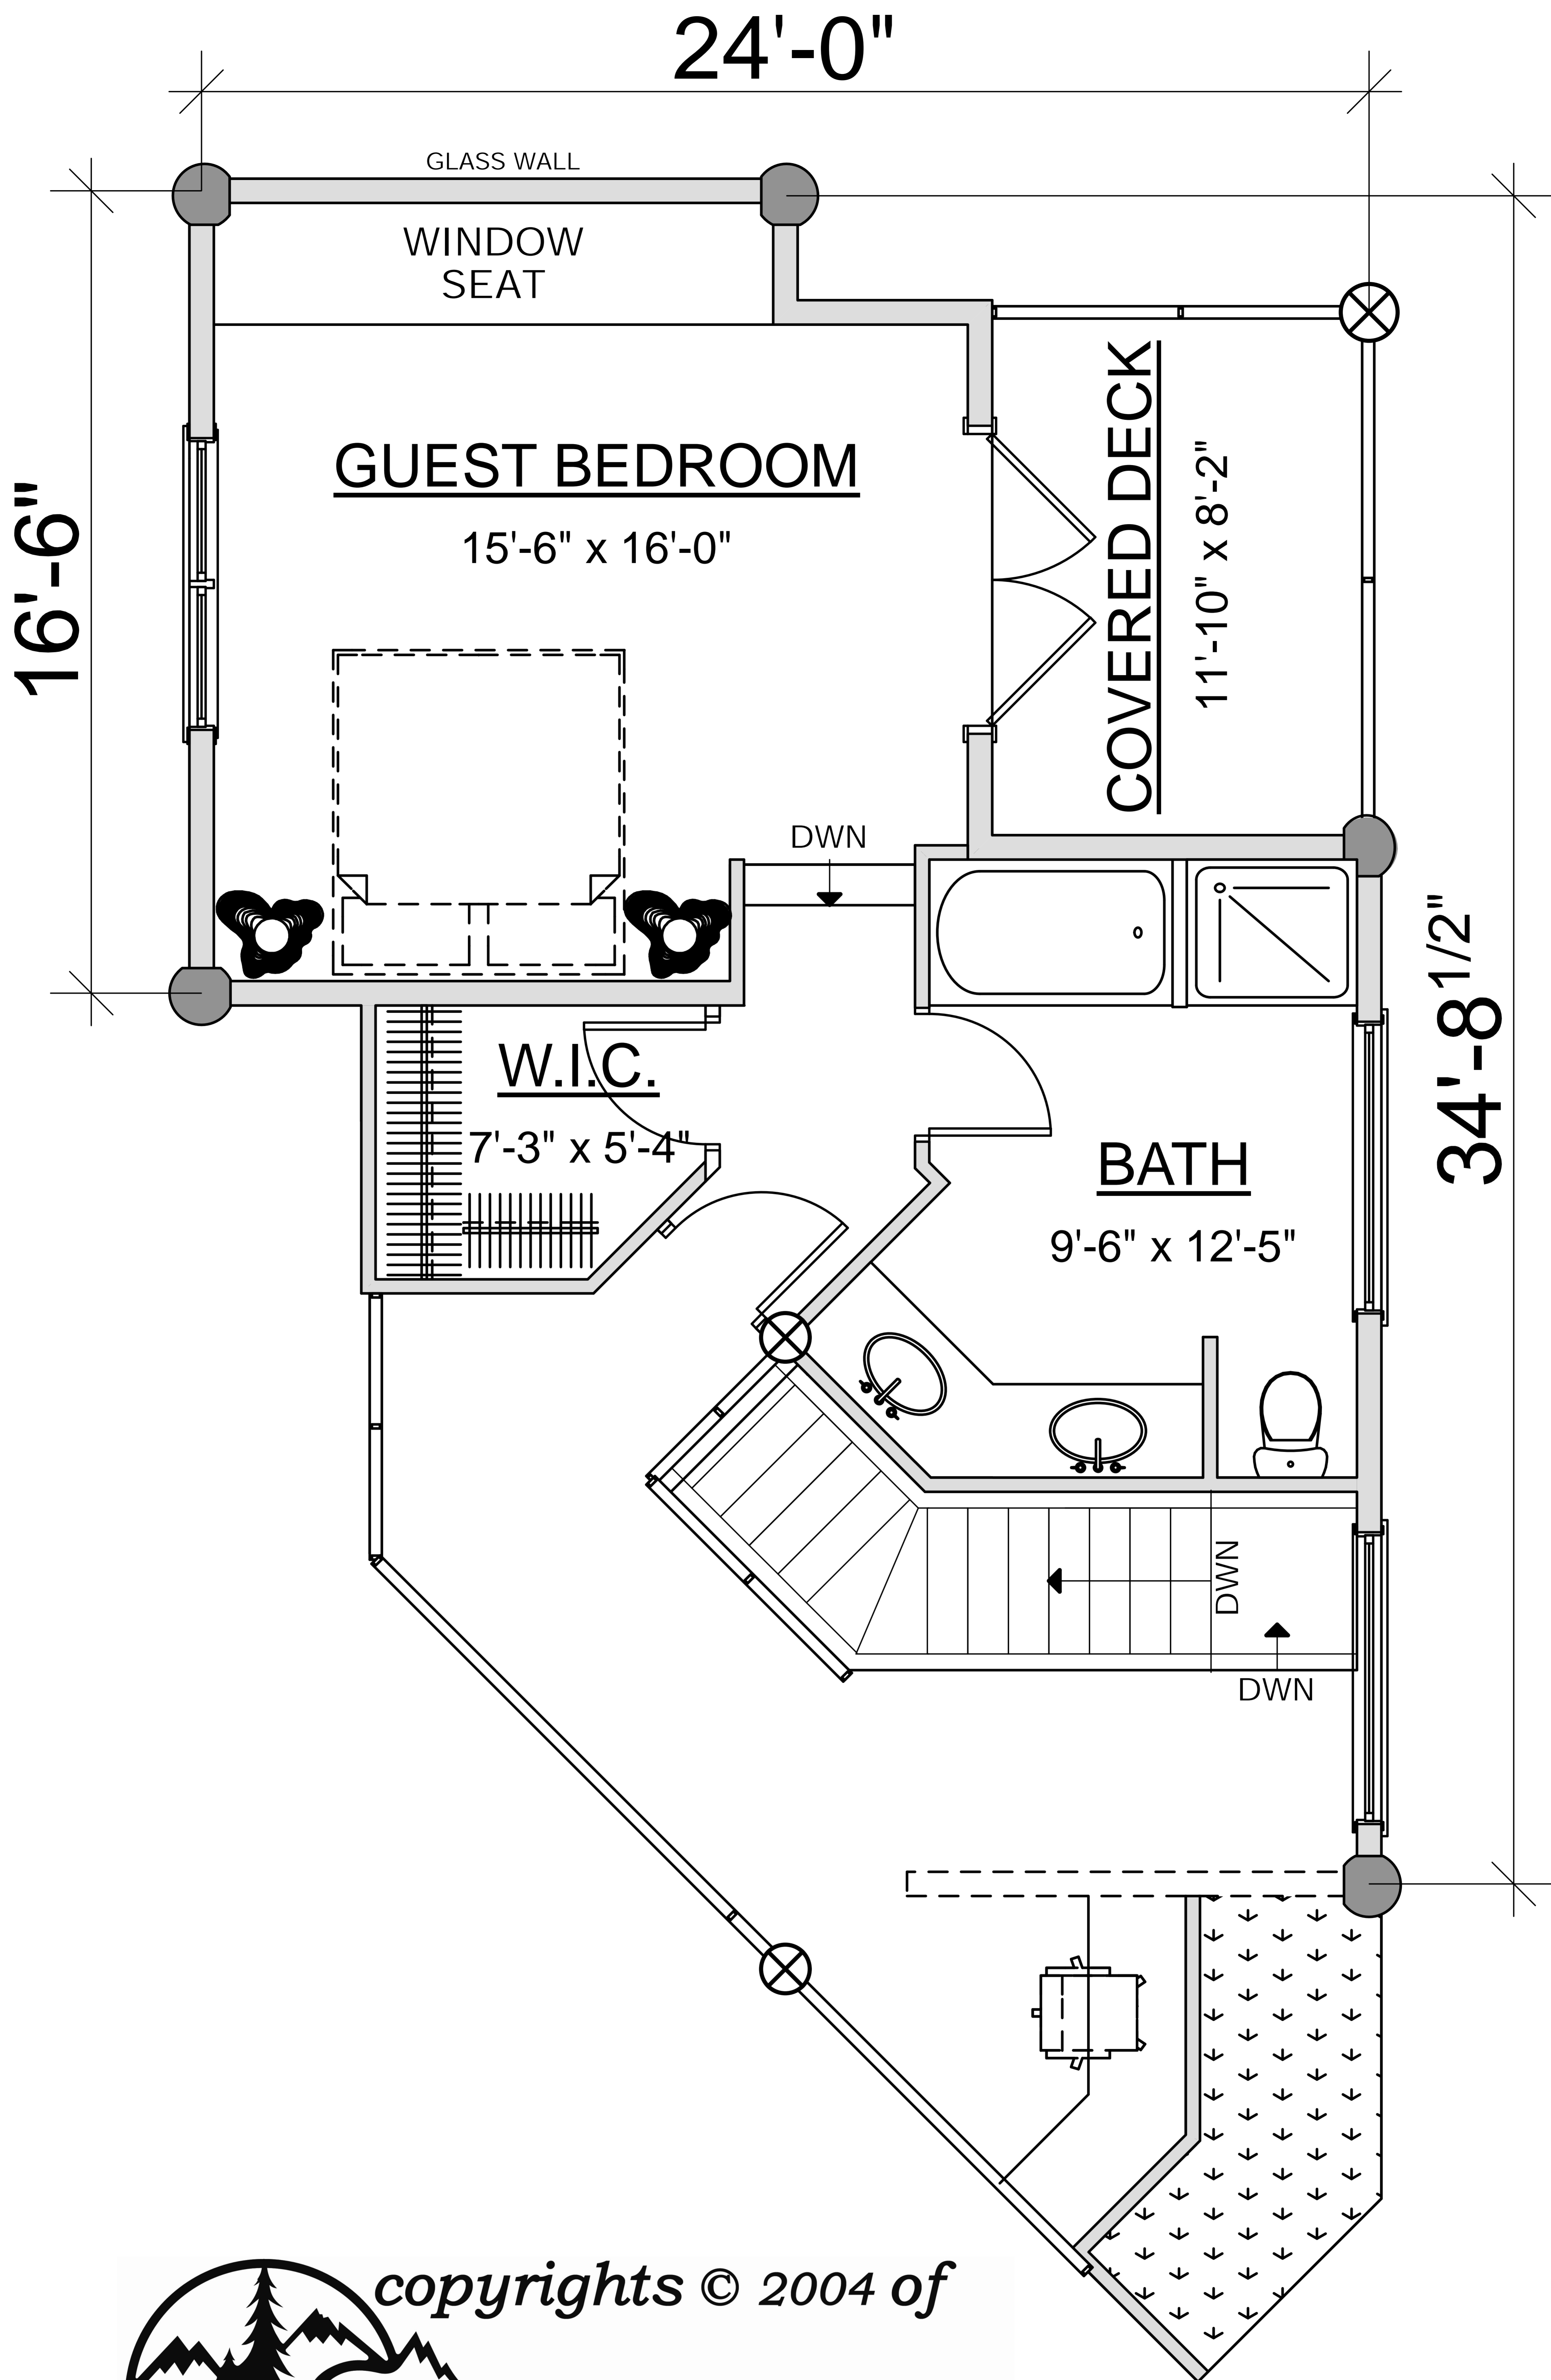 24'-0"
GLASS WALL
WINDOW
SEAT
GUEST BEDROOM
15'-6" x 16'-0"
COVERED DECK
11'-10" x 8'-2"
16'-6"
DWN
34'-8 1/2"
W.I.C.
7'-3" x 5'-4"
BATH
9'-6" x 12'-5"
DWN
DWN
copyrights © 2004 of